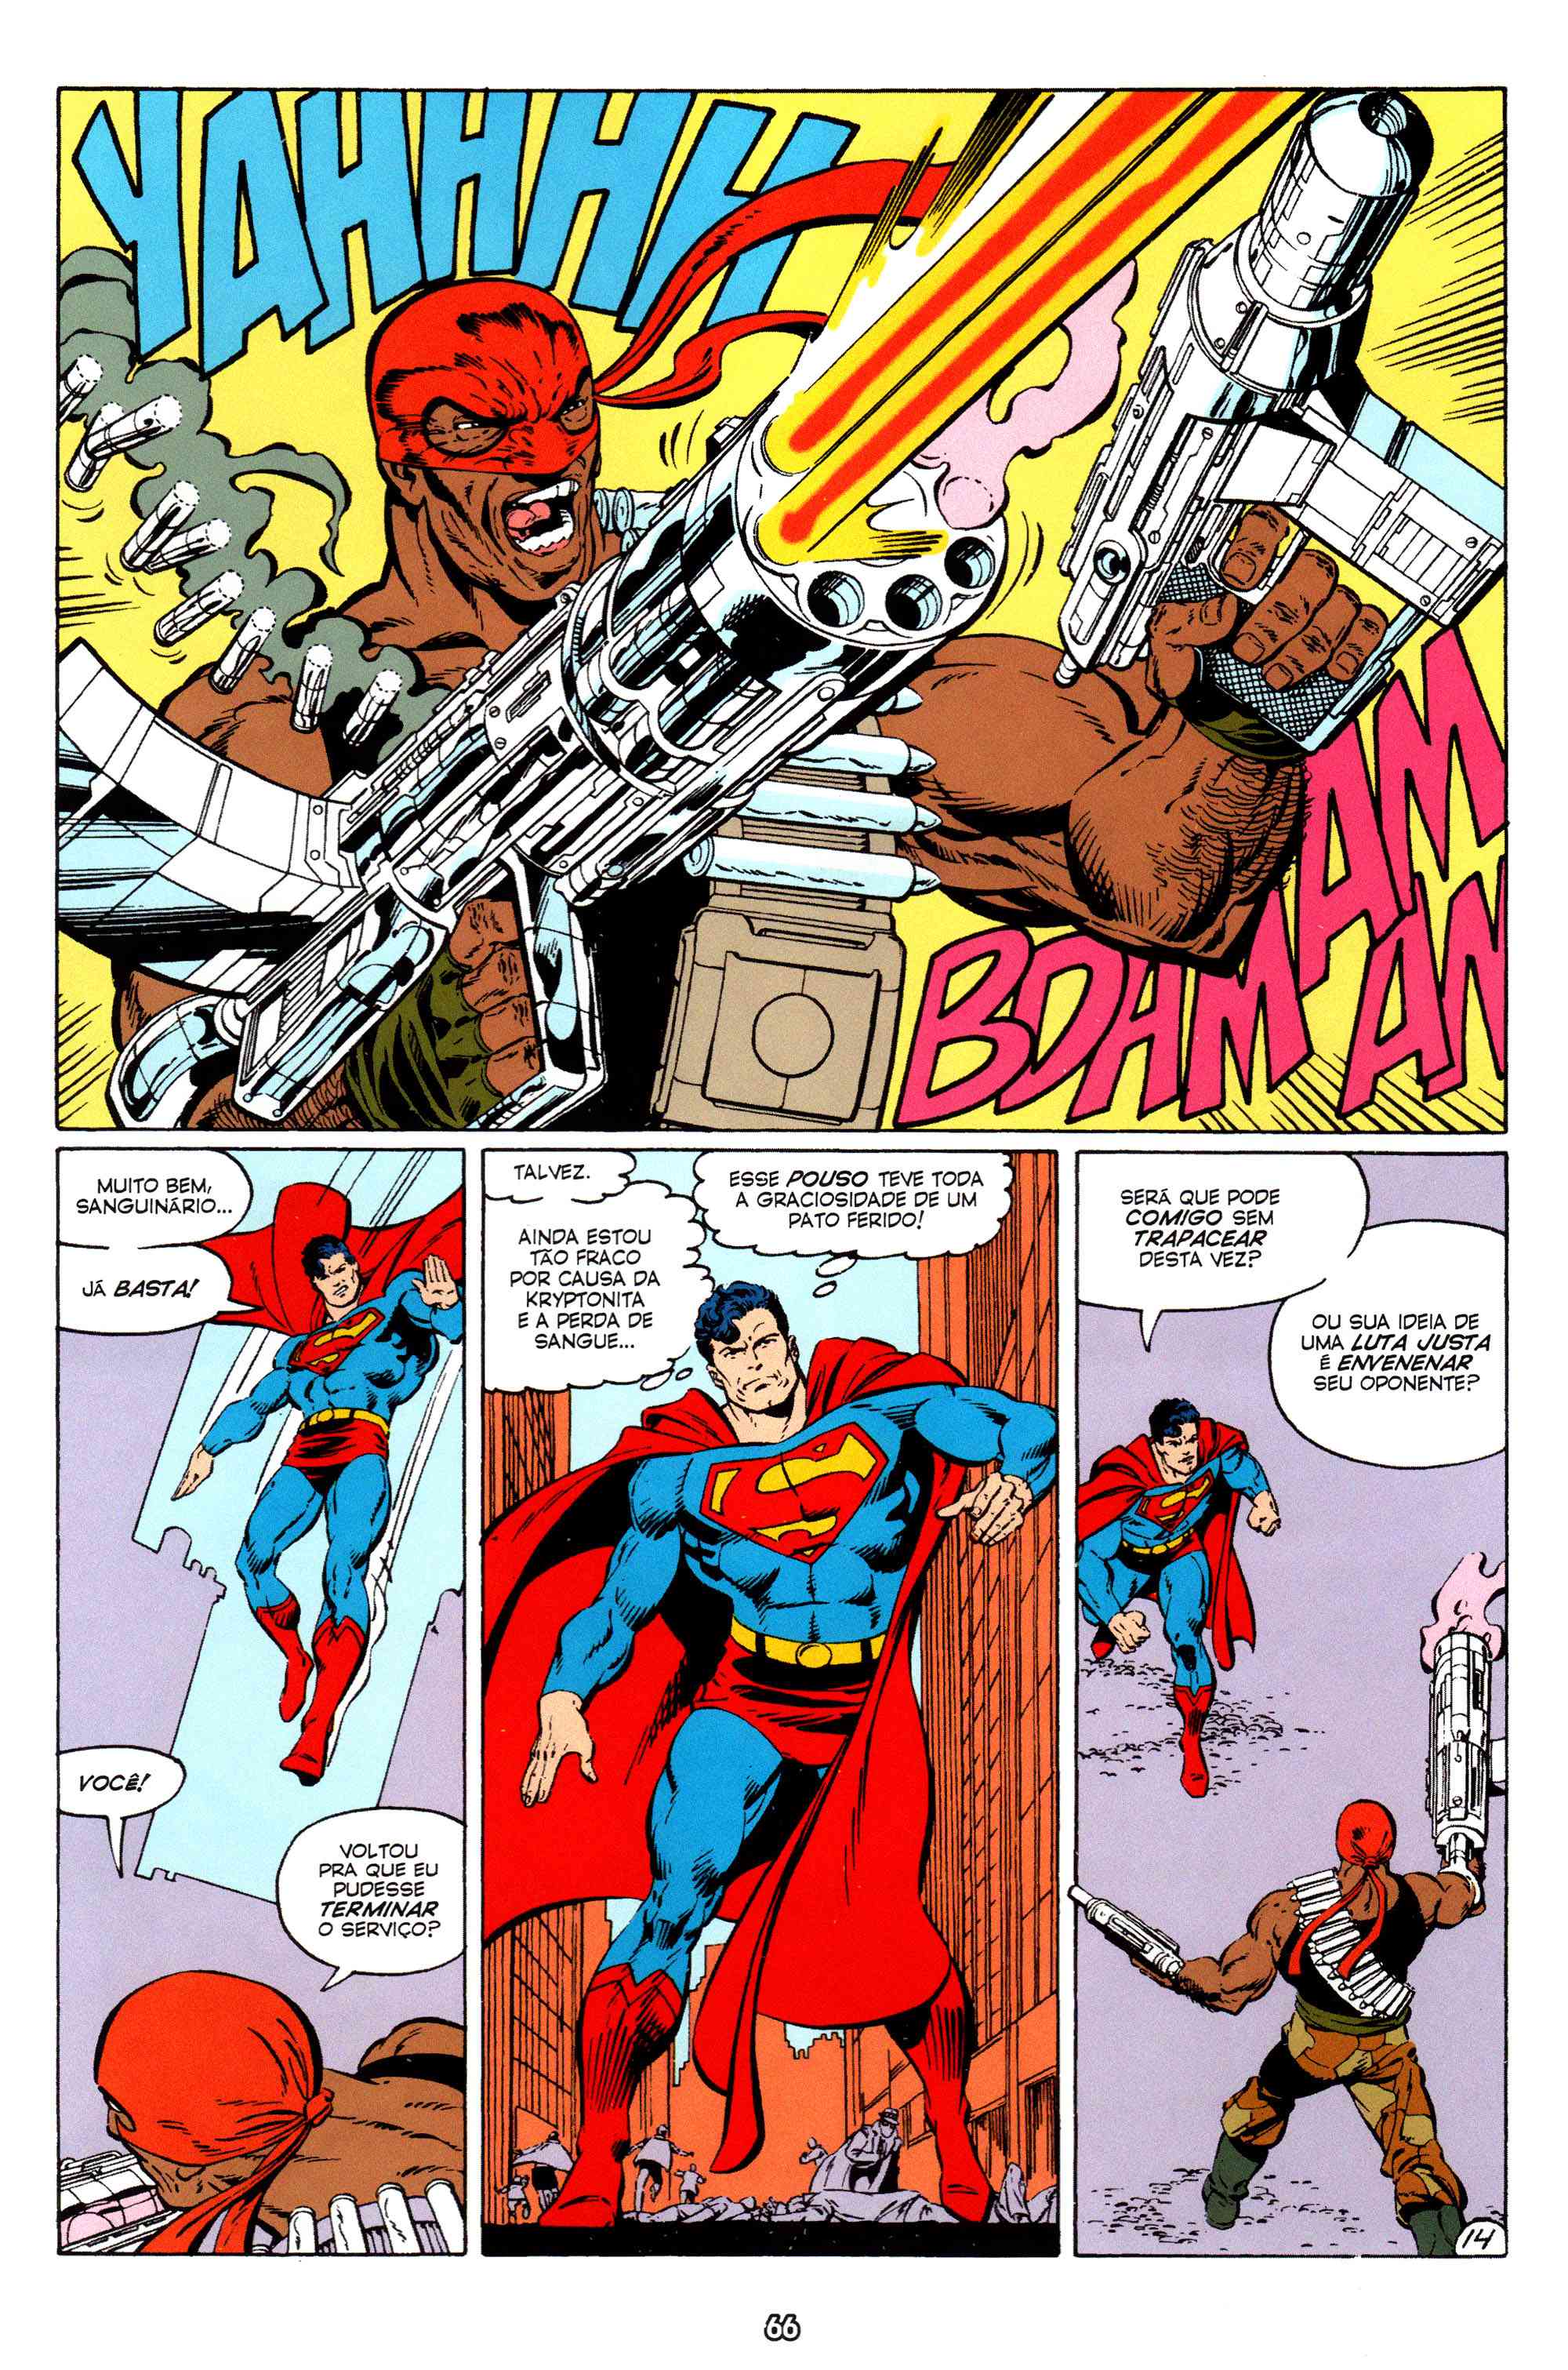 YAHHHHH
BDAMAM
AN
MUITO BEM,
SANGUINÁRIO...
JÁ BASTA!
VOCÊ!
VOLTOU
PRA QUE EU
PUDESSE
TERMINAR
O SERVIÇO?
TALVEZ.
AINDA ESTOU
TÃO FRACO
POR CAUSA DA
KRYPTONITA
E A PERDA DE
SANGUE...
ESSE POUSO TEVE TODA
A GRACIOSIDADE DE UM
PATO FERIDO!
SERÁ QUE PODE
COMIGO SEM
TRAPACEAR
DESTA VEZ?
OU SUA IDEIA DE
UMA LUTA JUSTA
É ENVENENAR
SEU OPONENTE?
14
66